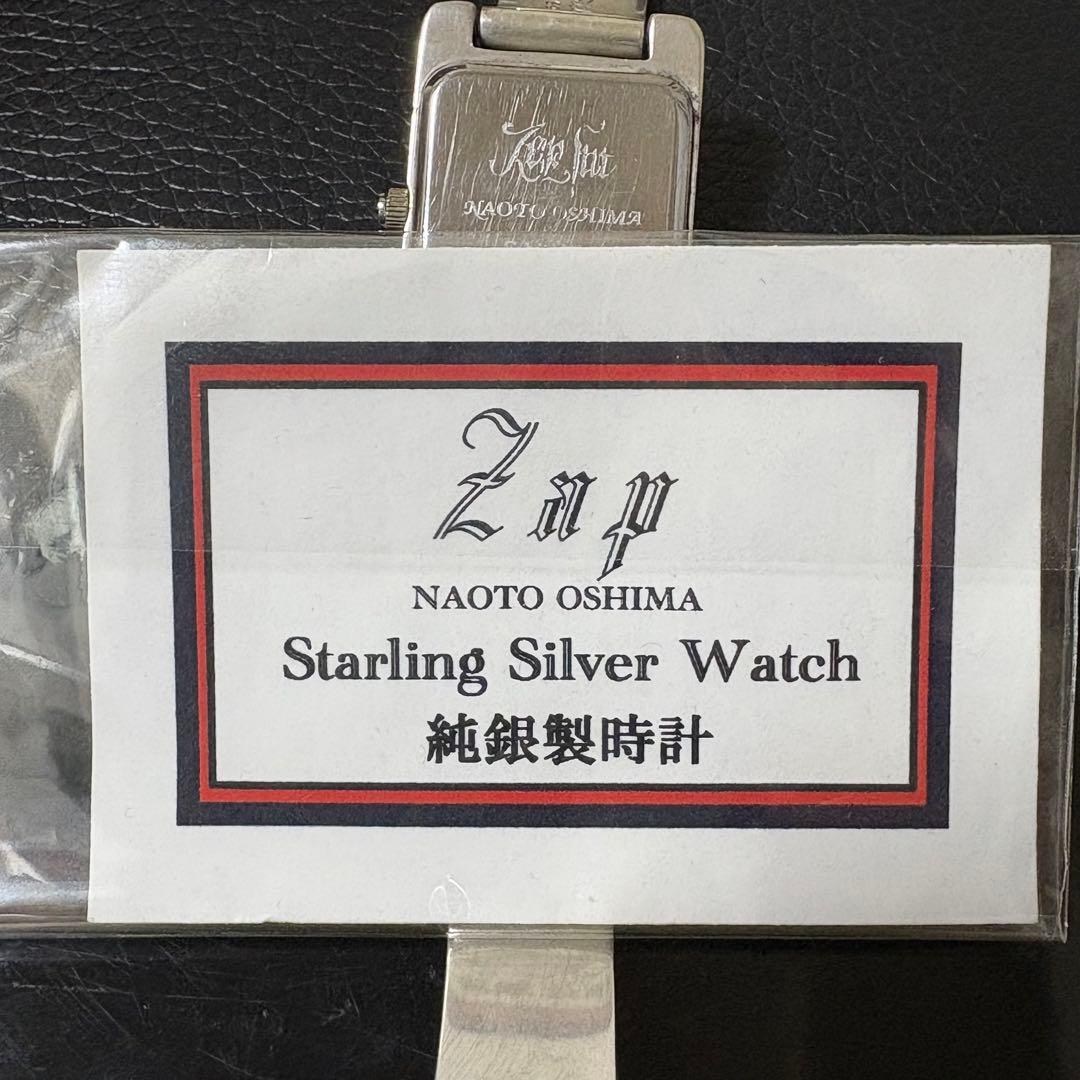 NAOTO OSHIMA
Zap
NAOTO OSHIMA
Starling Silver Watch
純銀製時計